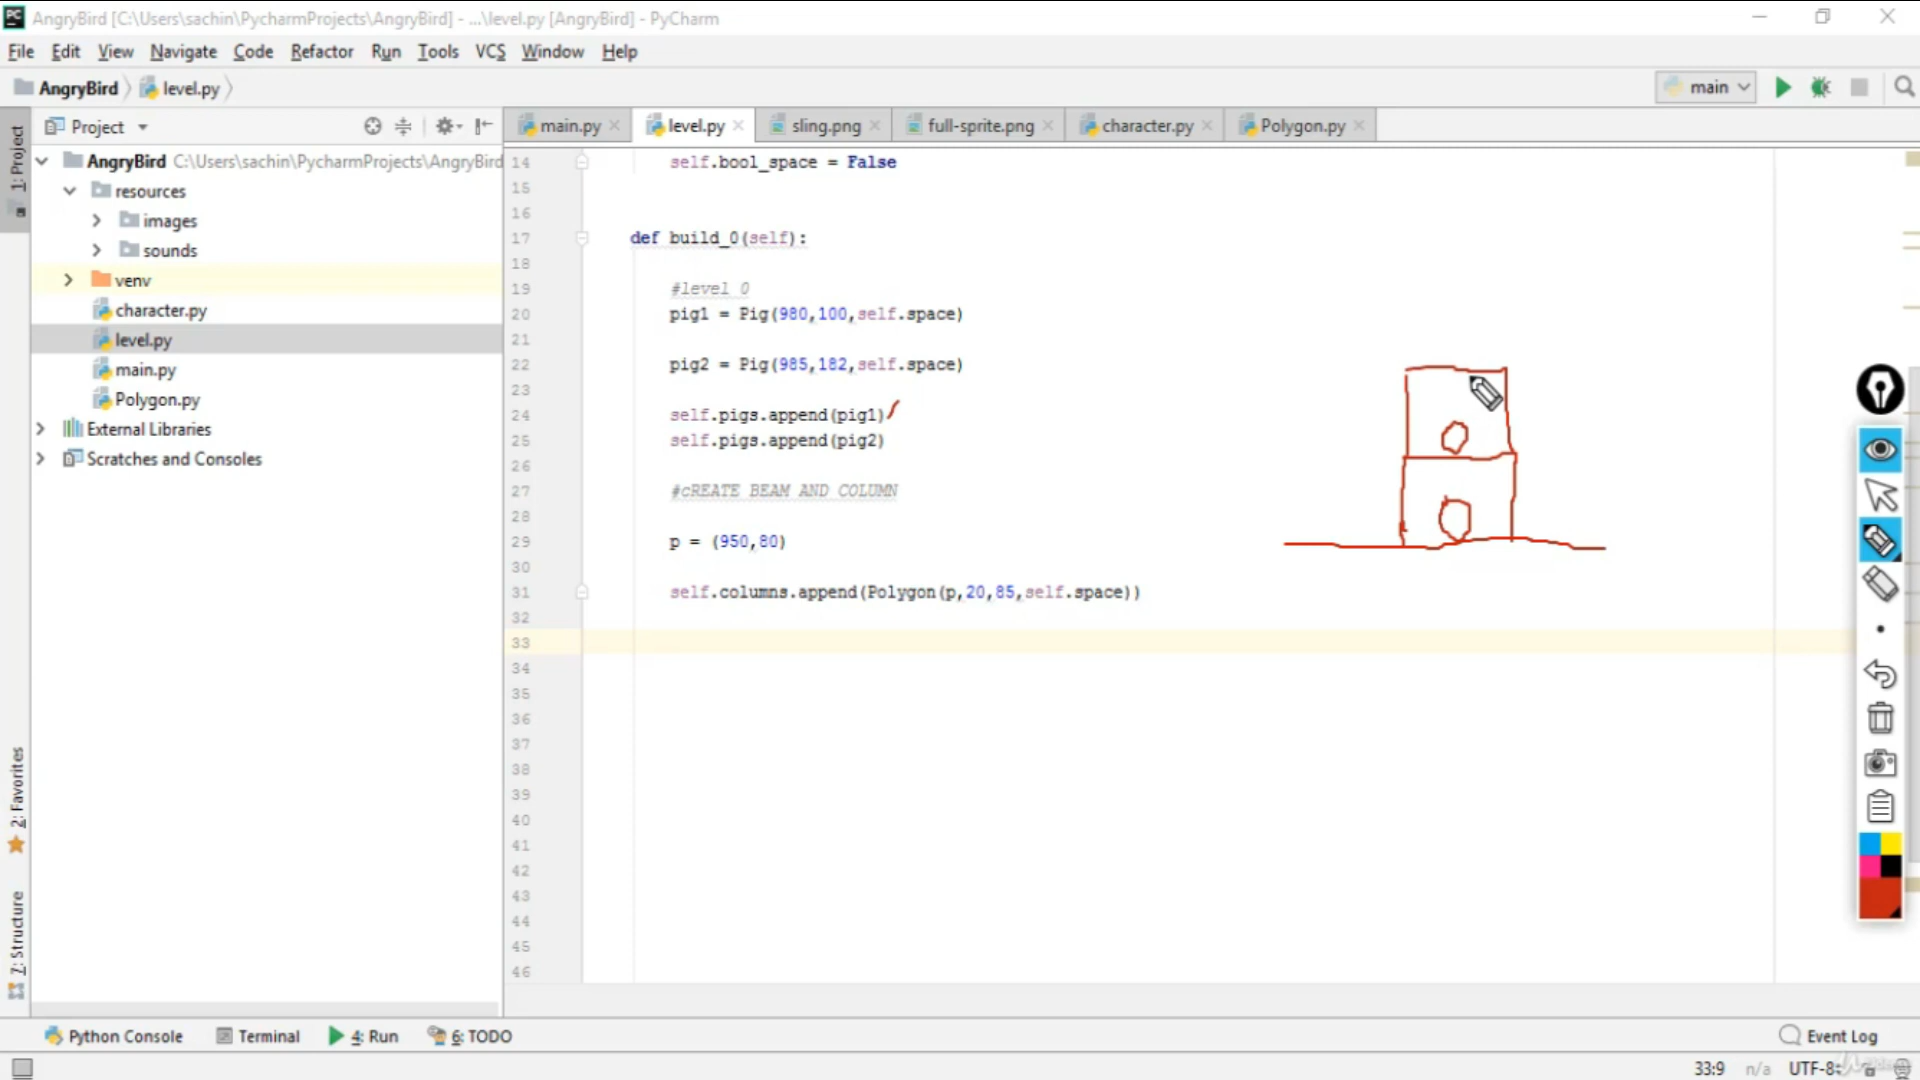 AngryBird [C:\Users\sachin\PycharmProjects\AngryBird] - ...\level.py [AngryBird] - PyCharm
File Edit View Navigate Code Refactor Run Tools VCS Window Help
AngryBird level.py main
1: Project
Project
main.py level.py sling.png full-sprite.png character.py Polygon.py
AngryBird C:\Users\sachin\PycharmProjects\AngryBird
resources
images
sounds
venv
character.py
level.py
main.py
Polygon.py
External Libraries
Scratches and Consoles
14 self.bool_space = False
15
16
17 def build_0(self):
18
19 #level 0
20 pig1 = Pig(980,100,self.space)
21
22 pig2 = Pig(985,182,self.space)
23
24 self.pigs.append(pig1)
25 self.pigs.append(pig2)
26
27 #cREATE BEAM AND COLUMN
28
29 p = (950,80)
30
31 self.columns.append(Polygon(p,20,85,self.space))
32
33
34
35
36
37
38
39
40
41
42
43
44
45
46
2: Favorites
7: Structure
Python Console Terminal 4: Run 6: TODO Event Log
33:9 n/a UTF-8